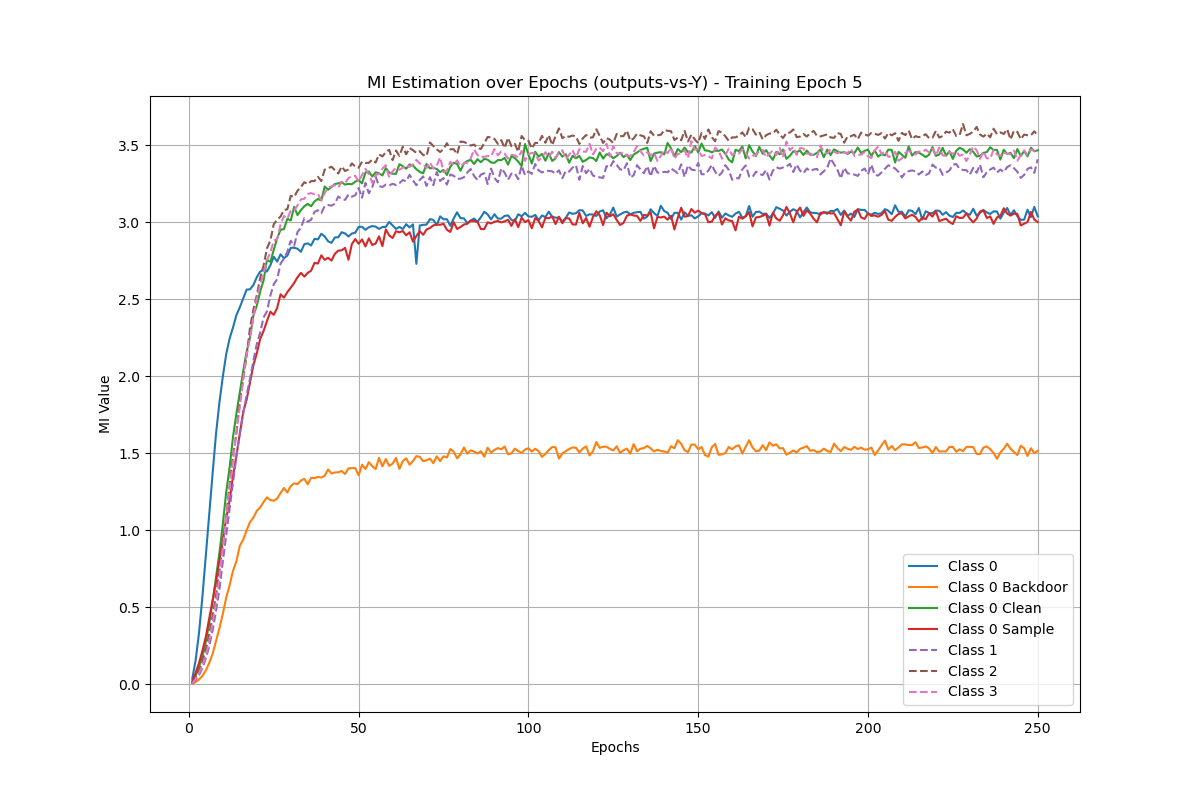 MI Estimation over Epochs (outputs-vs-Y) - Training Epoch 5
MI Value
3.5
3.0
2.5
2.0
1.5
1.0
0.5
0.0
0
50
100
150
200
250
Epochs
Class 0
Class 0 Backdoor
Class 0 Clean
Class 0 Sample
Class 1
Class 2
Class 3